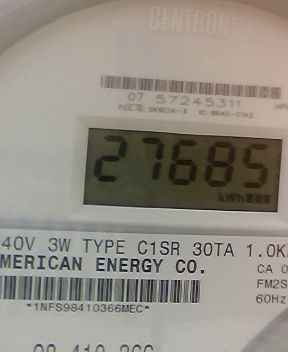 CENTRON
07 57245311
27685
kWh
40V 3W TYPE C1SR 30TA 1.0K
MERICAN ENERGY CO.
CA 0
FM2S
60Hz
*1NFS98410366MEC*